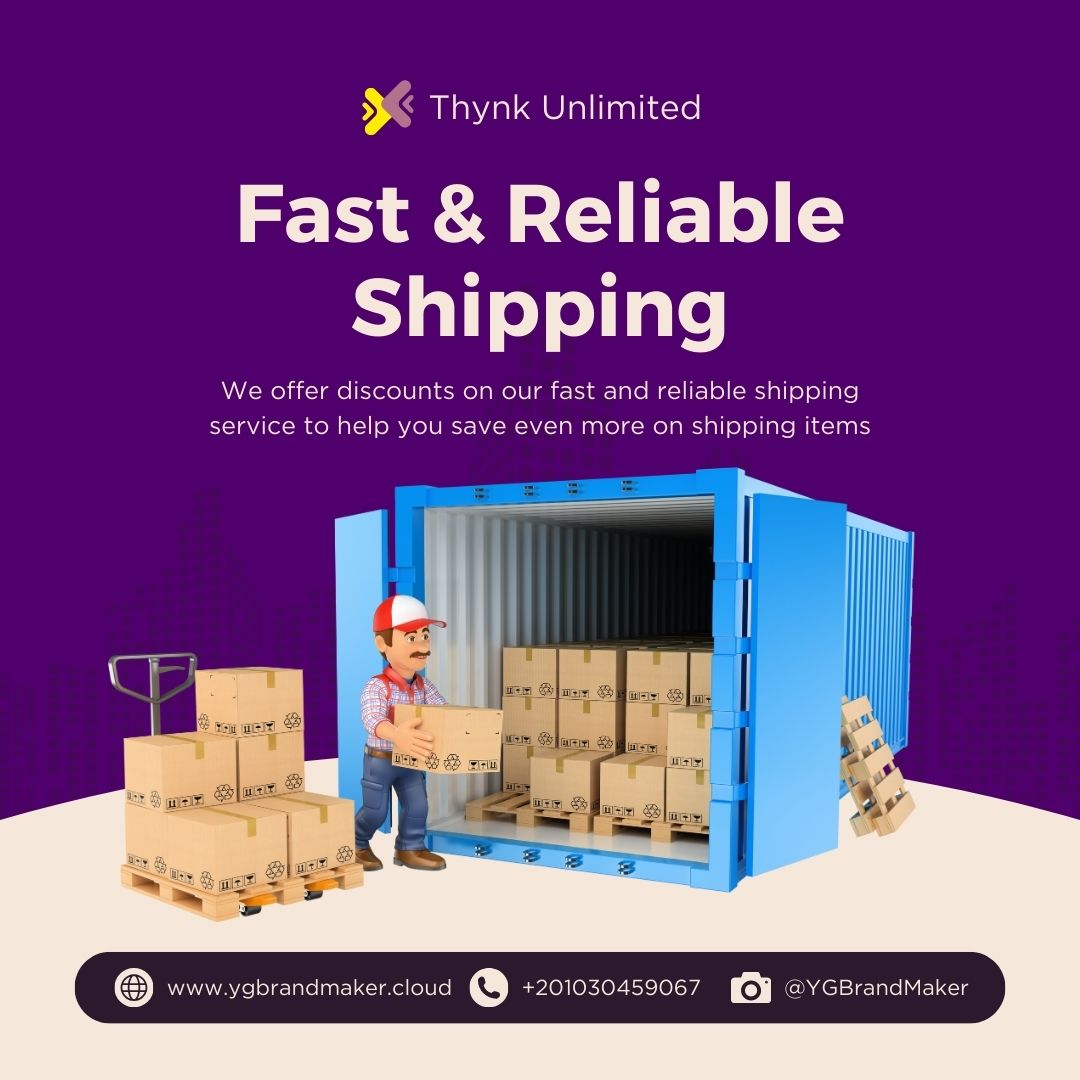 Thynk Unlimited
Fast & Reliable
Shipping
We offer discounts on our fast and reliable shipping
service to help you save even more on shipping items
www.ygbrandmaker.cloud
+201030459067
@YGBrandMaker